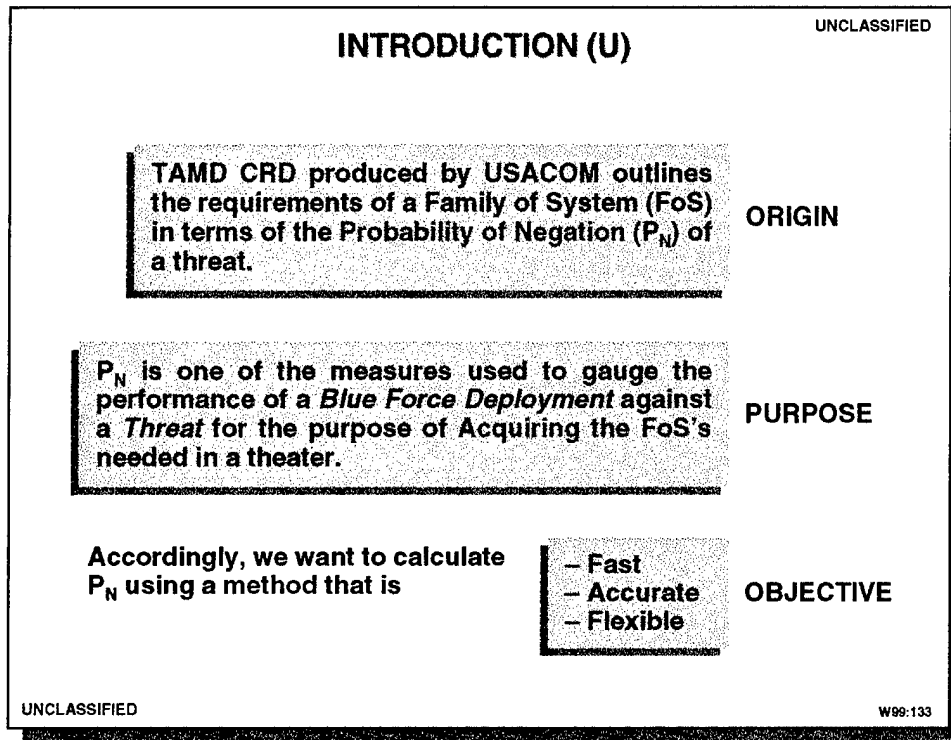 UNCLASSIFIED
INTRODUCTION (U)
TAMD CRD produced by USACOM outlines
the requirements of a Family of System (FoS)
in terms of the Probability of Negation (PN) of
a threat.
ORIGIN
PN is one of the measures used to gauge the
performance of a Blue Force Deployment against
a Threat for the purpose of Acquiring the FoS's
needed in a theater.
PURPOSE
Accordingly, we want to calculate
PN using a method that is
– Fast
– Accurate
– Flexible
OBJECTIVE
UNCLASSIFIED
W99:133